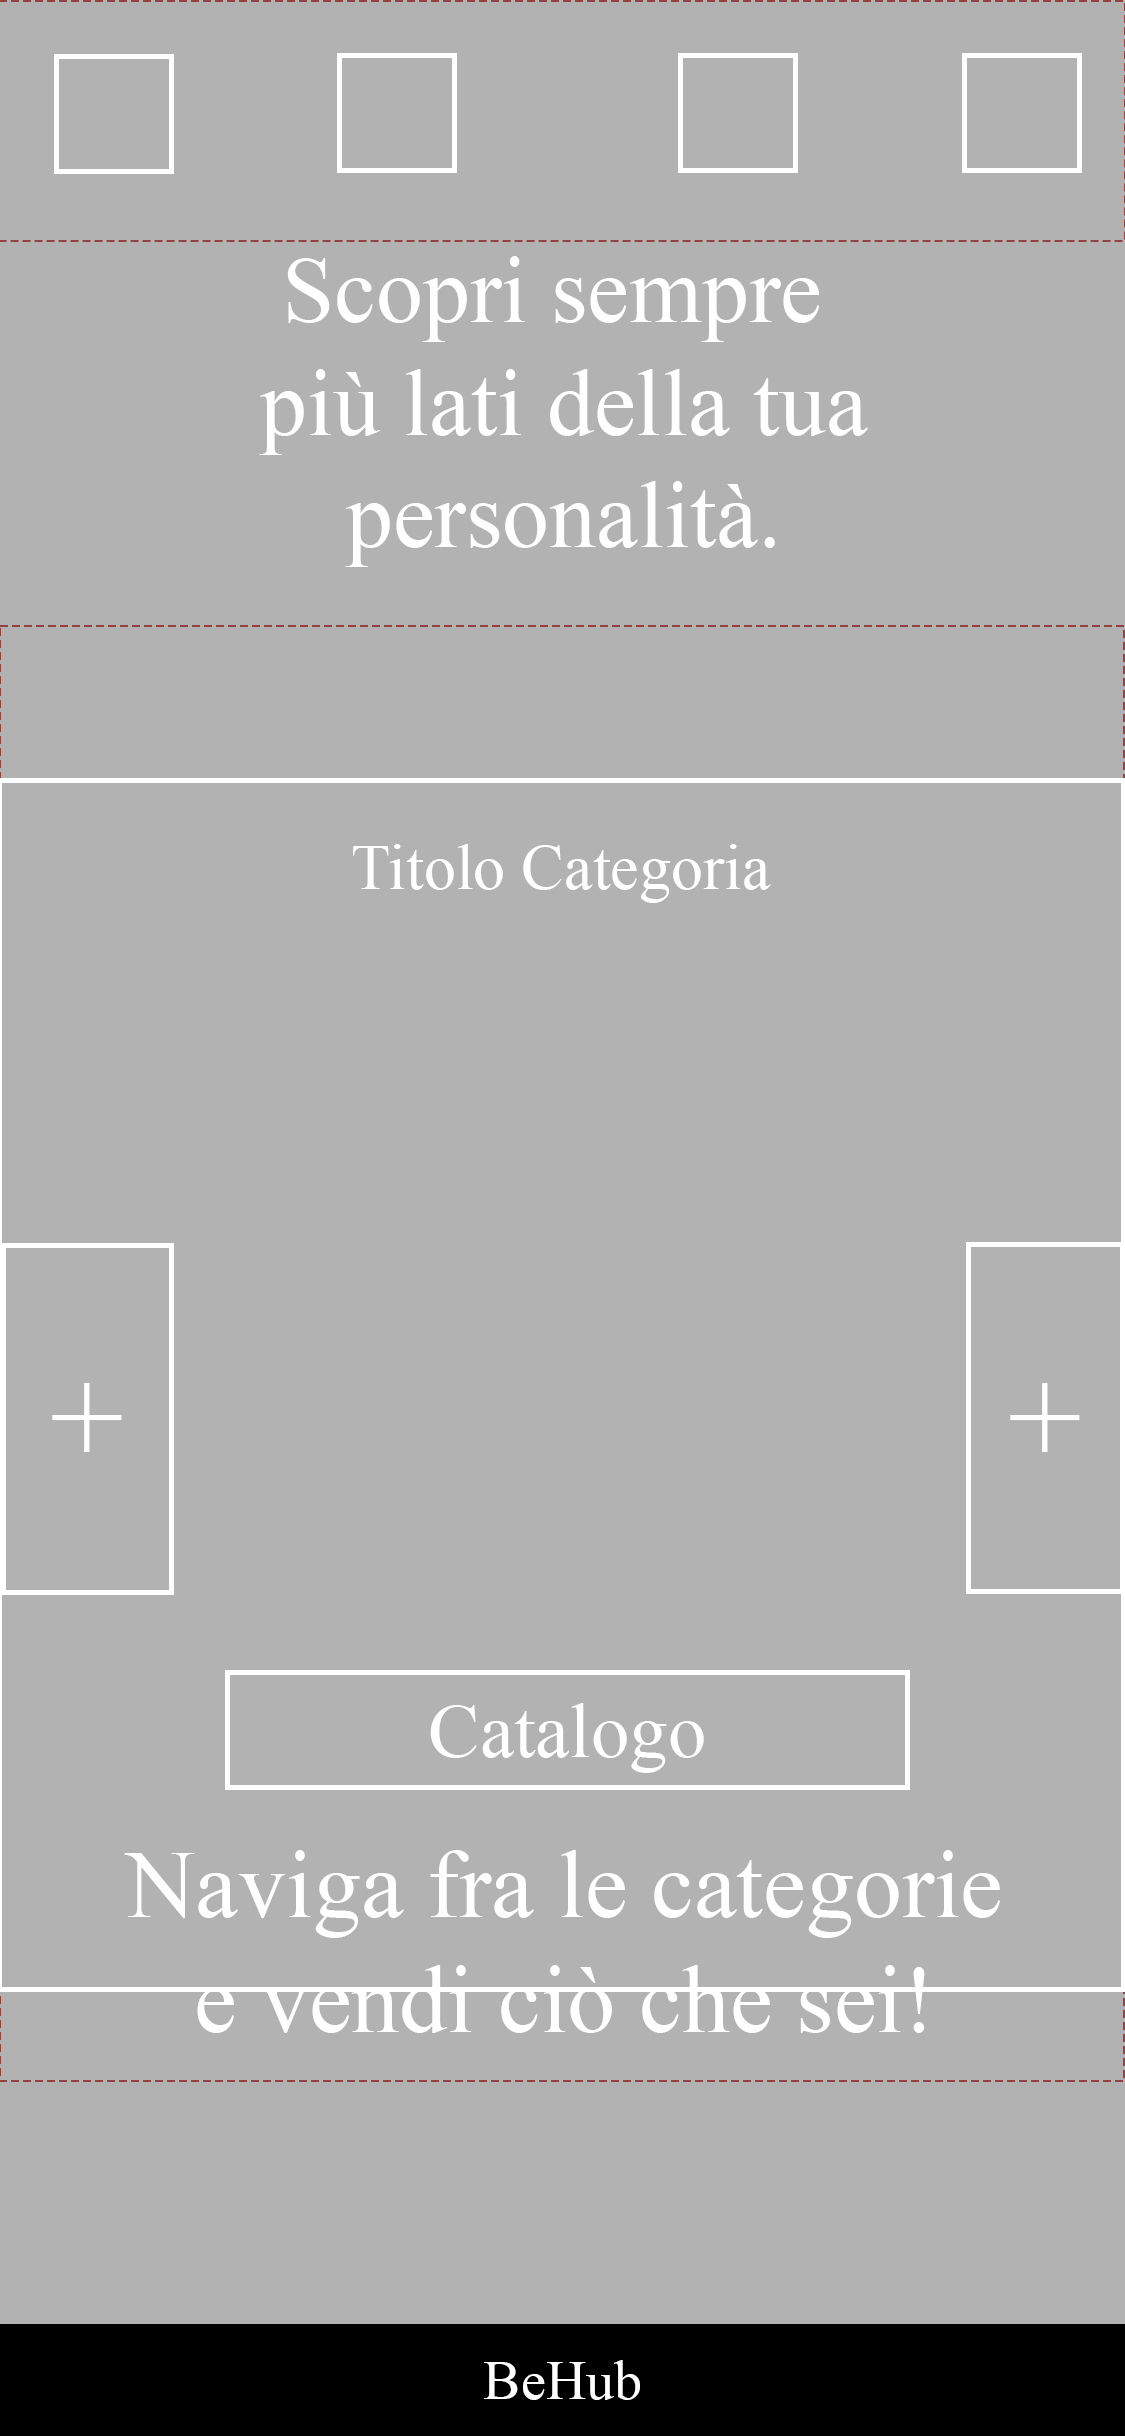 Scopri sempre
più lati della tua
personalità.
Titolo Categoria
+
+
Catalogo
Naviga fra le categorie
e vendi ciò che sei!
BeHub